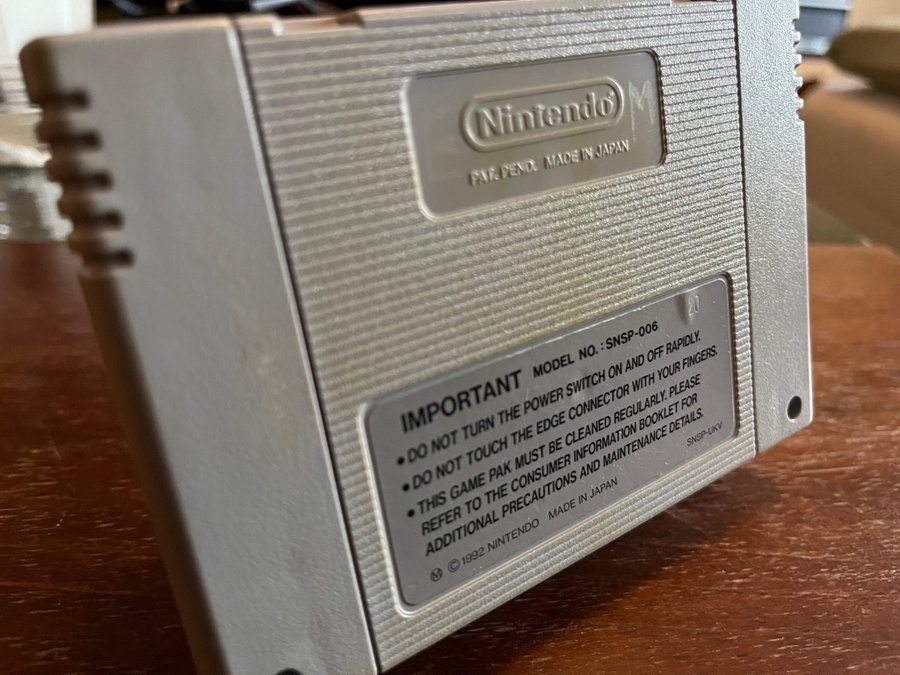 Nintendo®
PAT. PEND. MADE IN JAPAN
IMPORTANT MODEL NO.: SNSP-006
• DO NOT TURN THE POWER SWITCH ON AND OFF RAPIDLY.
• DO NOT TOUCH THE EDGE CONNECTOR WITH YOUR FINGERS.
• THIS GAME PAK MUST BE CLEANED REGULARLY. PLEASE
REFER TO THE CONSUMER INFORMATION BOOKLET FOR
ADDITIONAL PRECAUTIONS AND MAINTENANCE DETAILS.
SNSP-UKV
Ⓜ © 1992 NINTENDO MADE IN JAPAN